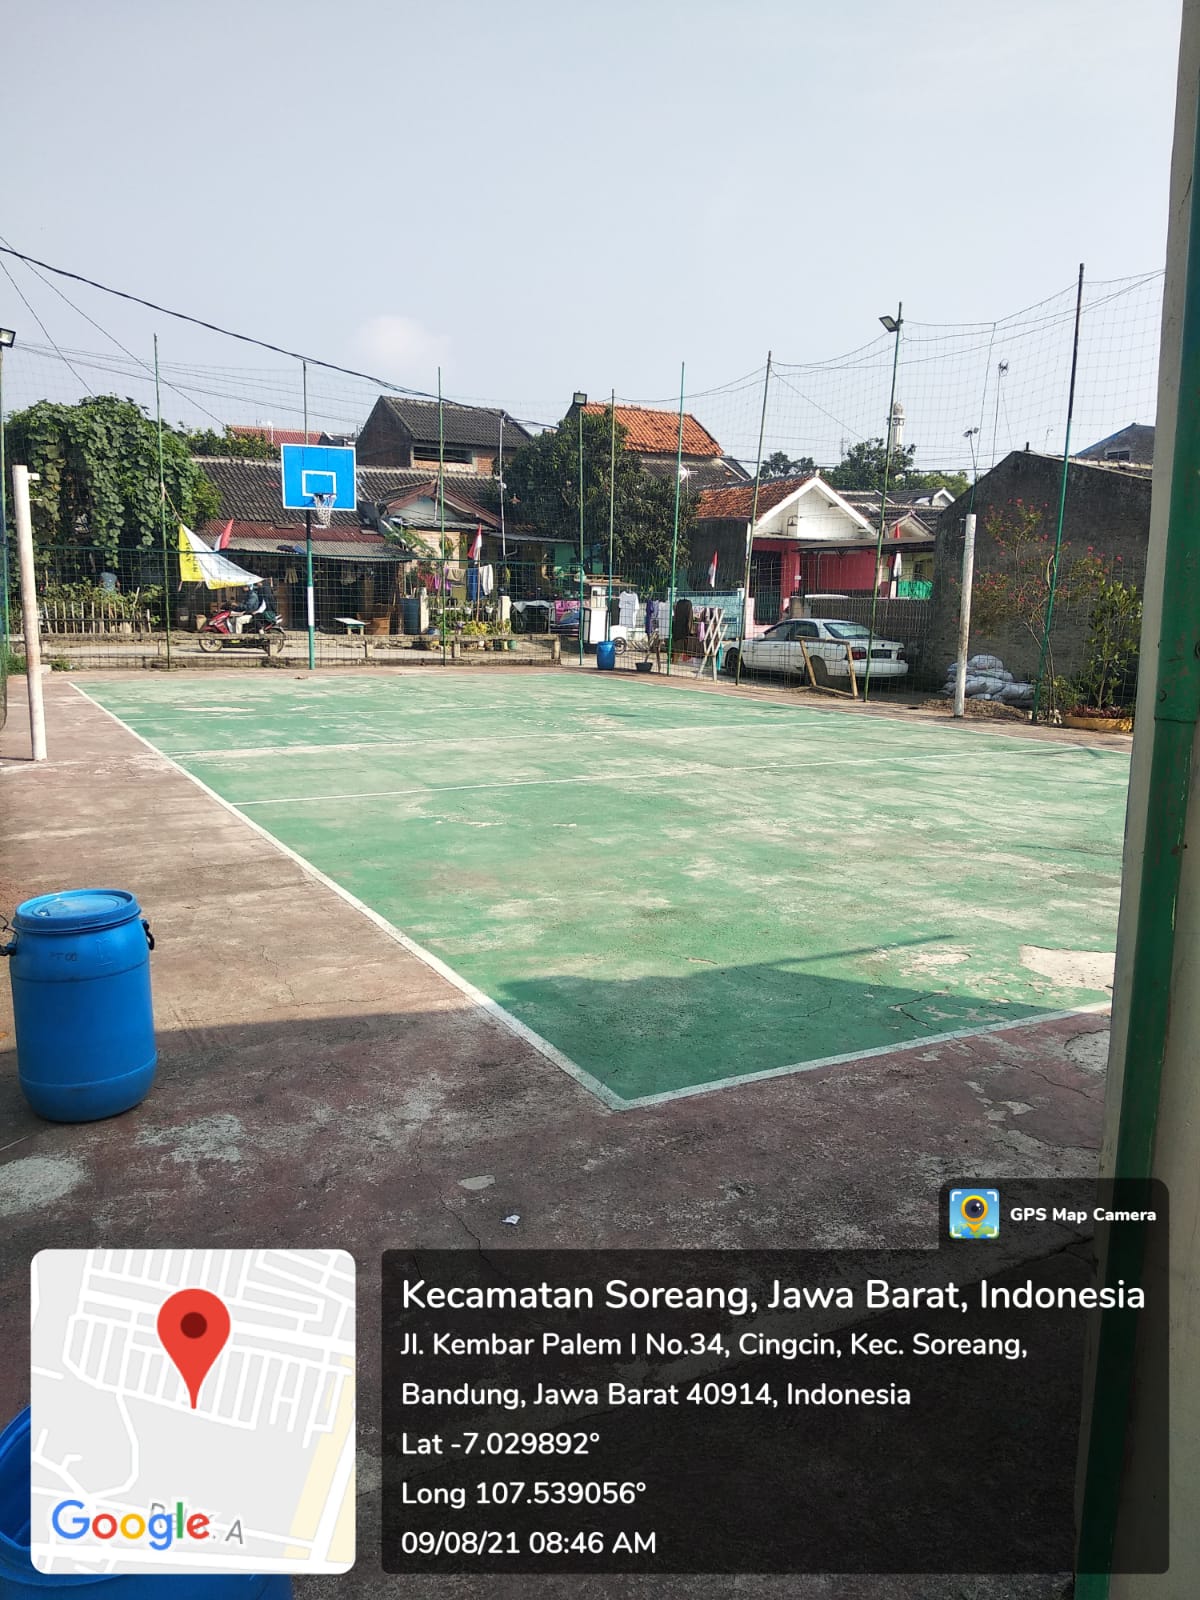 GPS Map Camera
Kecamatan Soreang, Jawa Barat, Indonesia
Jl. Kembar Palem I No.34, Cingcin, Kec. Soreang,
Bandung, Jawa Barat 40914, Indonesia
Lat -7.029892°
Long 107.539056°
09/08/21 08:46 AM
Google